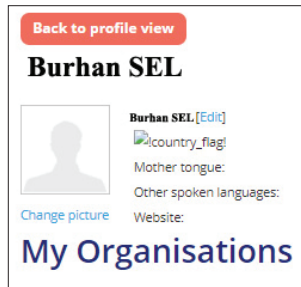 Back to profile view
Burhan SEL
Burhan SEL [Edit]
!country_flag!
Mother tongue:
Other spoken languages:
Change picture
Website:
My Organisations